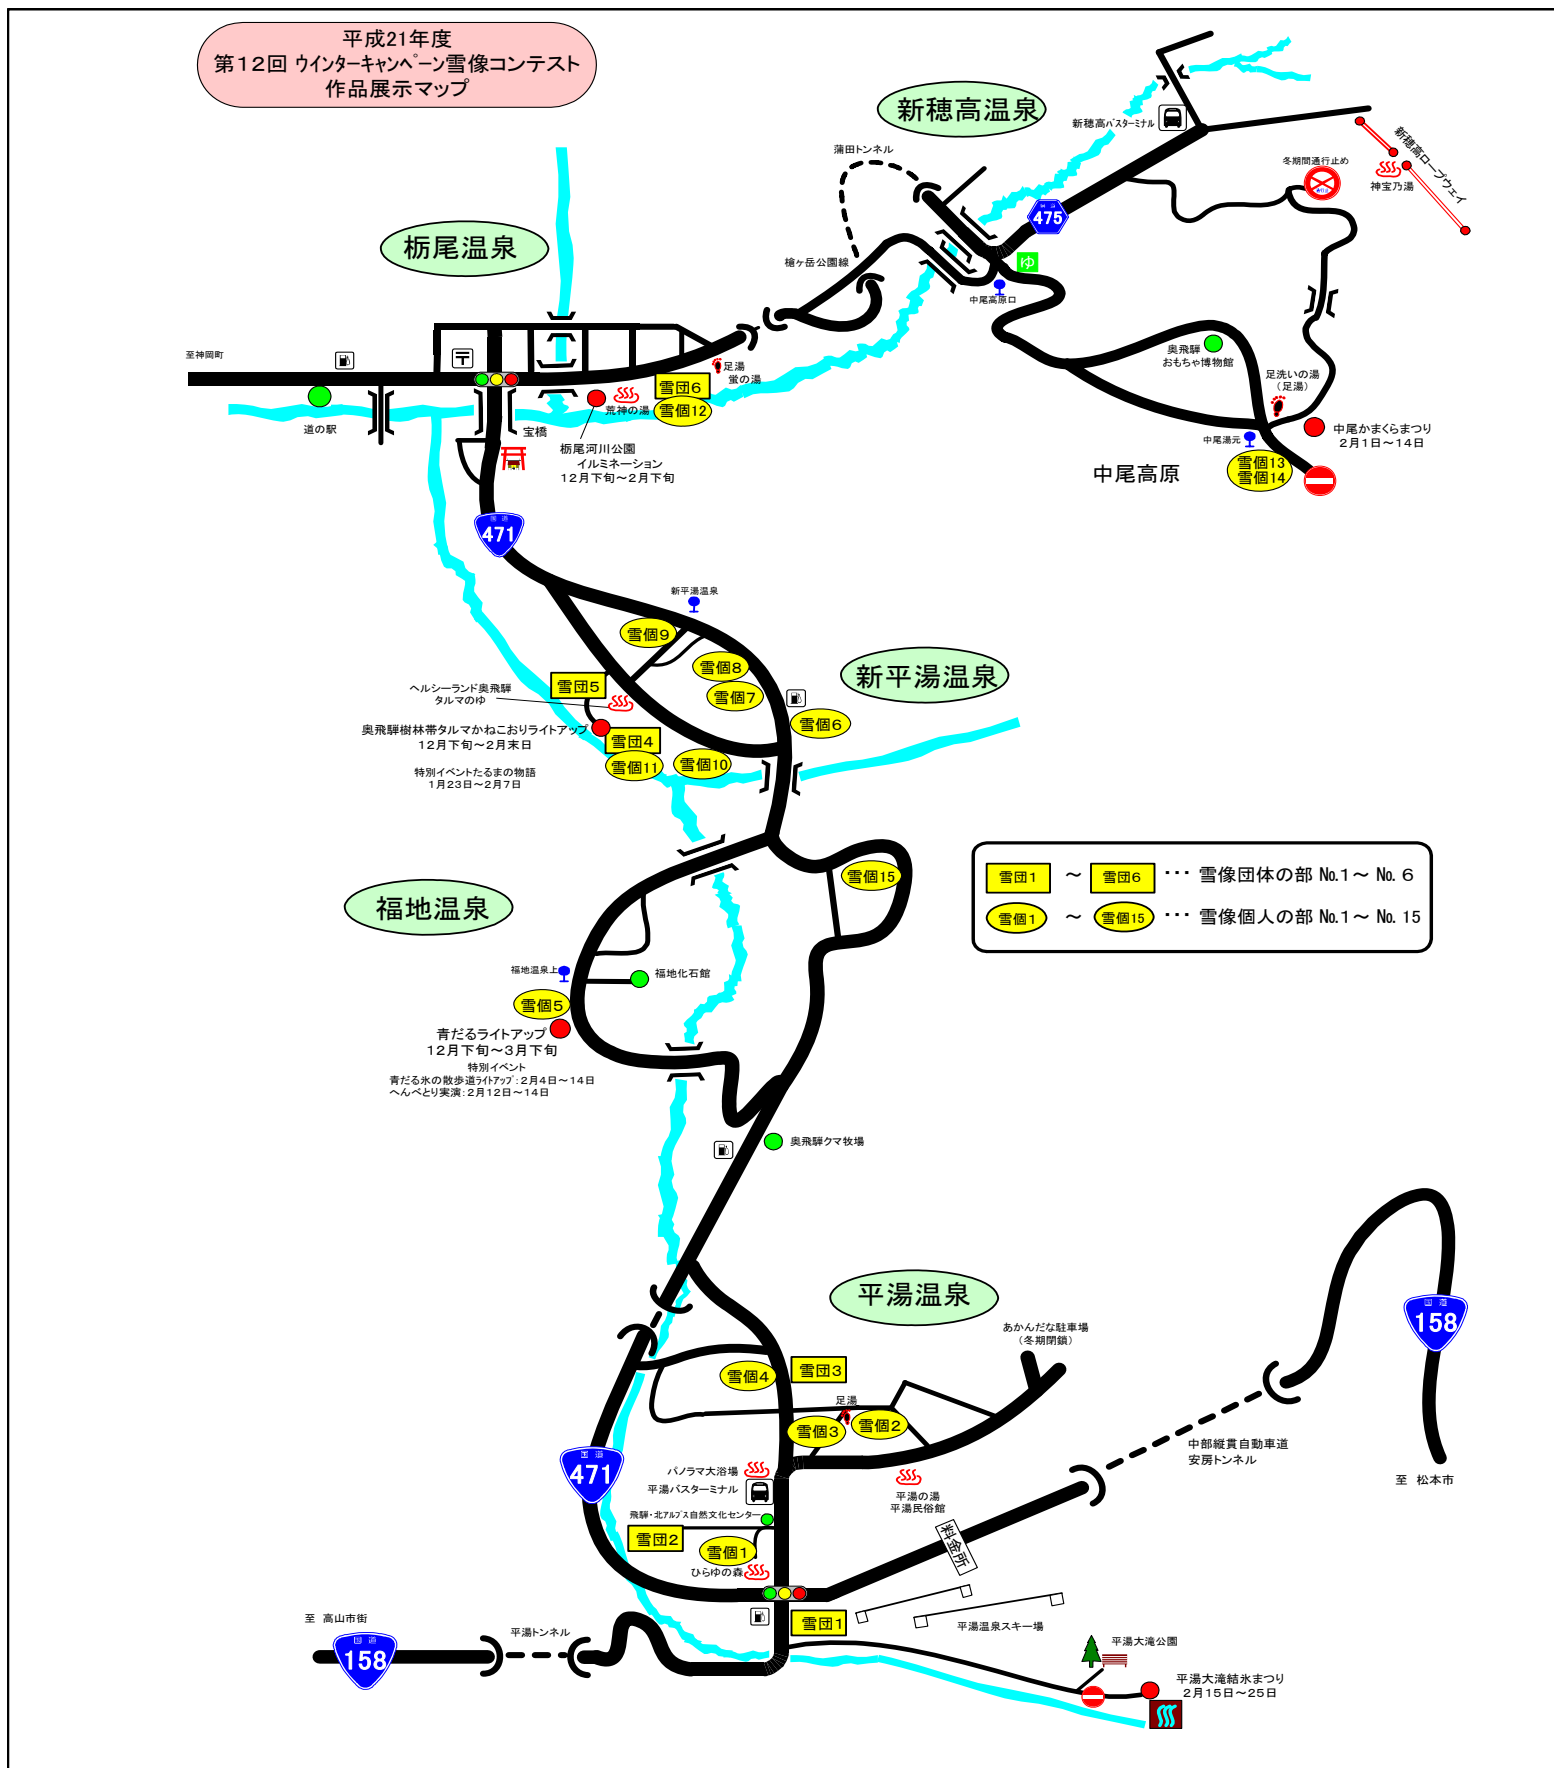 平成21年度
第12回 ウインターキャンペーン雪像コンテスト
作品展示マップ
新穂高温泉
新穂高バスターミナル
蒲田トンネル
新穂高ロープウェイ
冬期間通行止め
神宝乃湯
国道
475
栃尾温泉
槍ヶ岳公園線
ゆ
中尾高原口
至神岡町
〒
足湯
蛍の湯
奥飛騨
おもちゃ博物館
足洗いの湯
(足湯)
雪団6
雪個12
荒神の湯
道の駅
宝橋
栃尾河川公園
イルミネーション
12月下旬～2月下旬
中尾湯元
中尾かまくらまつり
2月1日～14日
雪個13
雪個14
中尾高原
国道
471
新平湯温泉
雪個9
雪個8
雪個7
新平湯温泉
雪個6
雪団5
ヘルシーランド奥飛騨
タルマのゆ
奥飛騨樹林帯タルマかねこおりライトアップ
12月下旬～2月末日
雪団4
雪個11
雪個10
特別イベントたるまの物語
1月23日～2月7日
雪個15
雪団1 ～ 雪団6 … 雪像団体の部 No.1～ No. 6
雪個1 ～ 雪個15 … 雪像個人の部 No.1～ No. 15
福地温泉
福地温泉上
福地化石館
雪個5
青だるライトアップ
12月下旬～3月下旬
特別イベント
青だる氷の散歩道ライトアップ:2月4日～14日
へんべとり実演:2月12日～14日
奥飛騨クマ牧場
平湯温泉
あかんだな駐車場
(冬期閉鎖)
国道
158
雪個4
雪団3
足湯
雪個3
雪個2
中部縦貫自動車道
安房トンネル
至 松本市
国道
471
パノラマ大浴場
平湯バスターミナル
平湯の湯
平湯民俗館
飛騨・北アルプス自然文化センター
雪団2
雪個1
料金所
ひらゆの森
雪団1
平湯温泉スキー場
至 高山市街
国道
158
平湯トンネル
平湯大滝公園
平湯大滝結氷まつり
2月15日～25日